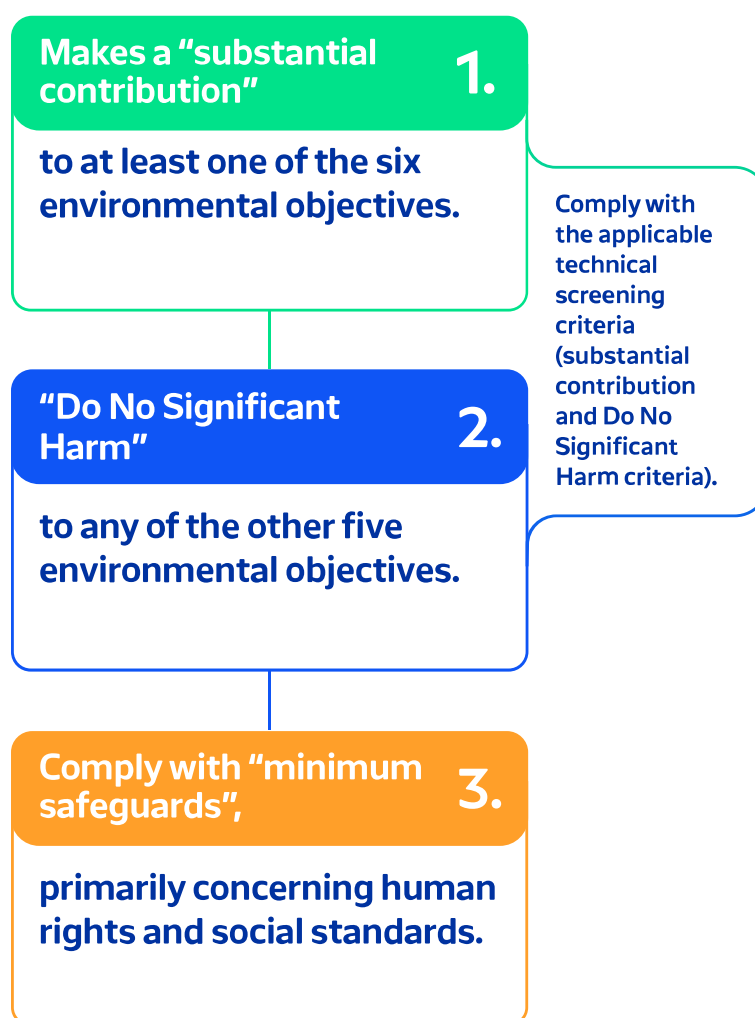 Makes a “substantial
contribution”
1.
to at least one of the six
environmental objectives.
Comply with
the applicable
technical
screening
criteria
(substantial
contribution
and Do No
Significant
Harm criteria).
“Do No Significant
Harm”
2.
to any of the other five
environmental objectives.
Comply with “minimum
safeguards”,
3.
primarily concerning human
rights and social standards.